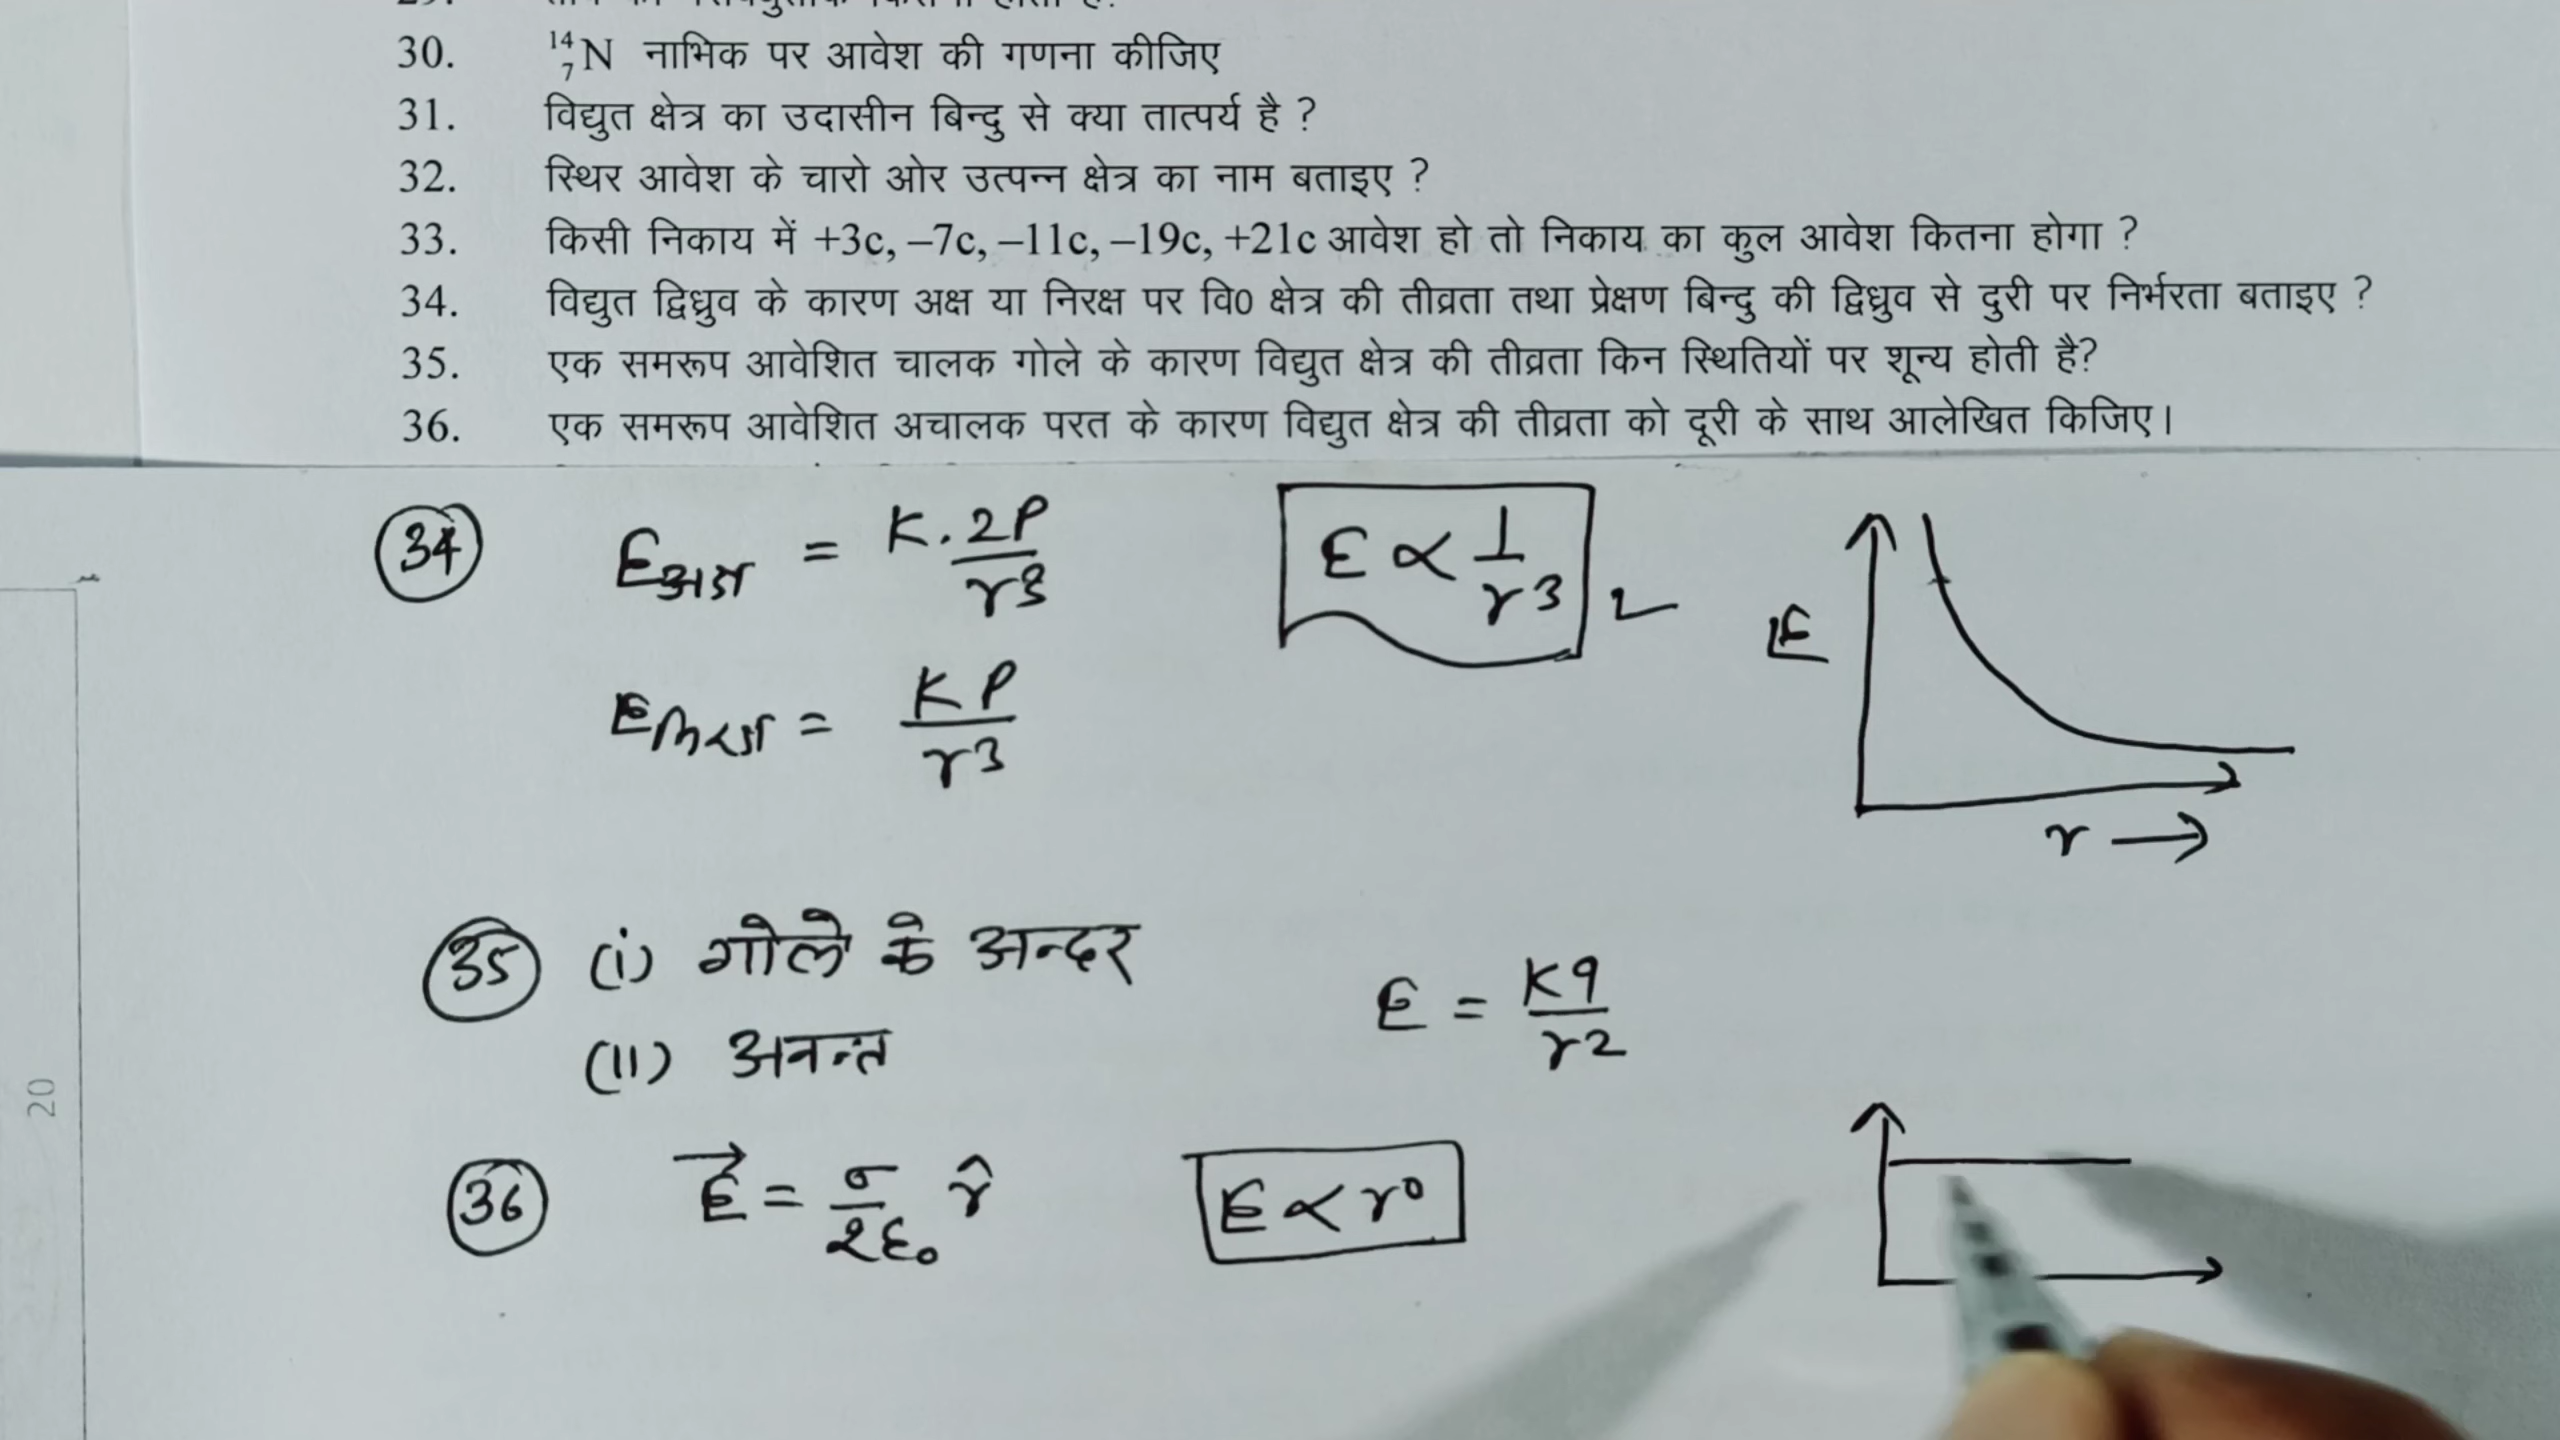 30. ¹⁴₇N नाभिक पर आवेश की गणना कीजिए
31. विद्युत क्षेत्र का उदासीन बिन्दु से क्या तात्पर्य है ?
32. स्थिर आवेश के चारो ओर उत्पन्न क्षेत्र का नाम बताइए ?
33. किसी निकाय में +3c, –7c, –11c, –19c, +21c आवेश हो तो निकाय का कुल आवेश कितना होगा ?
34. विद्युत द्विध्रुव के कारण अक्ष या निरक्ष पर वि0 क्षेत्र की तीव्रता तथा प्रेक्षण बिन्दु की द्विध्रुव से दुरी पर निर्भरता बताइए ?
35. एक समरूप आवेशित चालक गोले के कारण विद्युत क्षेत्र की तीव्रता किन स्थितियों पर शून्य होती है?
36. एक समरूप आवेशित अचालक परत के कारण विद्युत क्षेत्र की तीव्रता को दूरी के साथ आलेखित किजिए।
34 E अक्ष = K.2P/r³ E ∝ 1/r³
E निरक्ष = KP/r³
E
r →
35 (i) गोले के अन्दर
E = Kq/r²
(II) अनन्त
36 E⃗ = σ/2ε₀ r̂ E ∝ r⁰
20